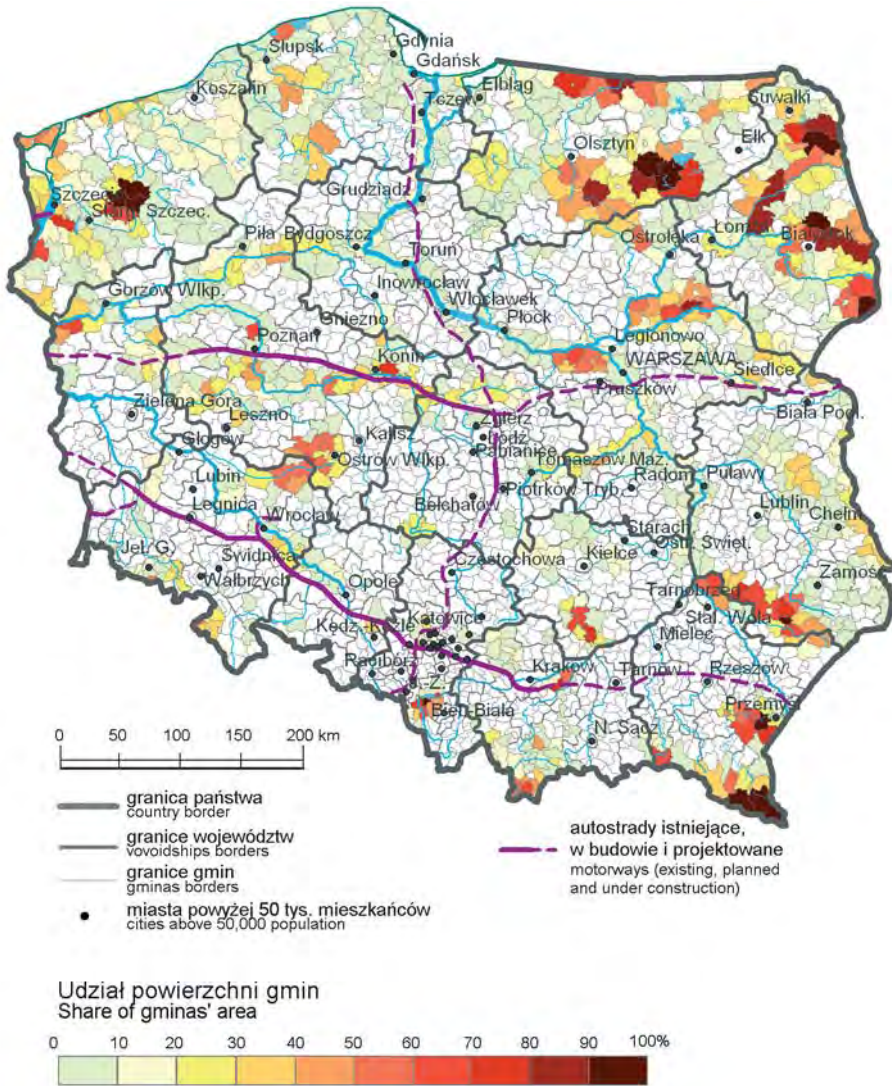 Gdynia
Słupsk
Gdańsk
Koszalin
Elbląg
Tczew
Suwałki
Olsztyn
Ełk
Grudziądz
Łomża
Ostrołęka
Białystok
Piła
Bydgoszcz
Toruń
Inowrocław
Gorzów Wlkp.
Włocławek
Płock
Gniezno
Poznań
Legionowo
Konin
WARSZAWA
Siedlce
Pruszków
Biała Podl.
Zielona Góra
Leszno
Zgierz
Łódź
Kalisz
Głogów
Pabianice
Ostrów Wlkp.
Tomaszów Maz.
Radom
Puławy
Lubin
Bełchatów
Piotrków Tryb.
Lublin
Legnica
Wrocław
Chełm
Starach
Ostr. Święt.
Jel. G.
Świdnica
Częstochowa
Kielce
Wałbrzych
Opole
Zamość
Tarnobrzeg
Stal. Wola
Kędz.-Koźle
Katowice
Mielec
Racibórz
Kraków
Tarnów
Rzeszów
J.-Z.
Przemyśl
Biel-Biała
N. Sącz
0 50 100 150 200 km
granica państwa
country border
granice województw
vovoidships borders
granice gmin
gminas borders
miasta powyżej 50 tys. mieszkańców
cities above 50,000 population
autostrady istniejące,
w budowie i projektowane
motorways (existing, planned
and under construction)
Udział powierzchni gmin
Share of gminas' area
0 10 20 30 40 50 60 70 80 90 100%